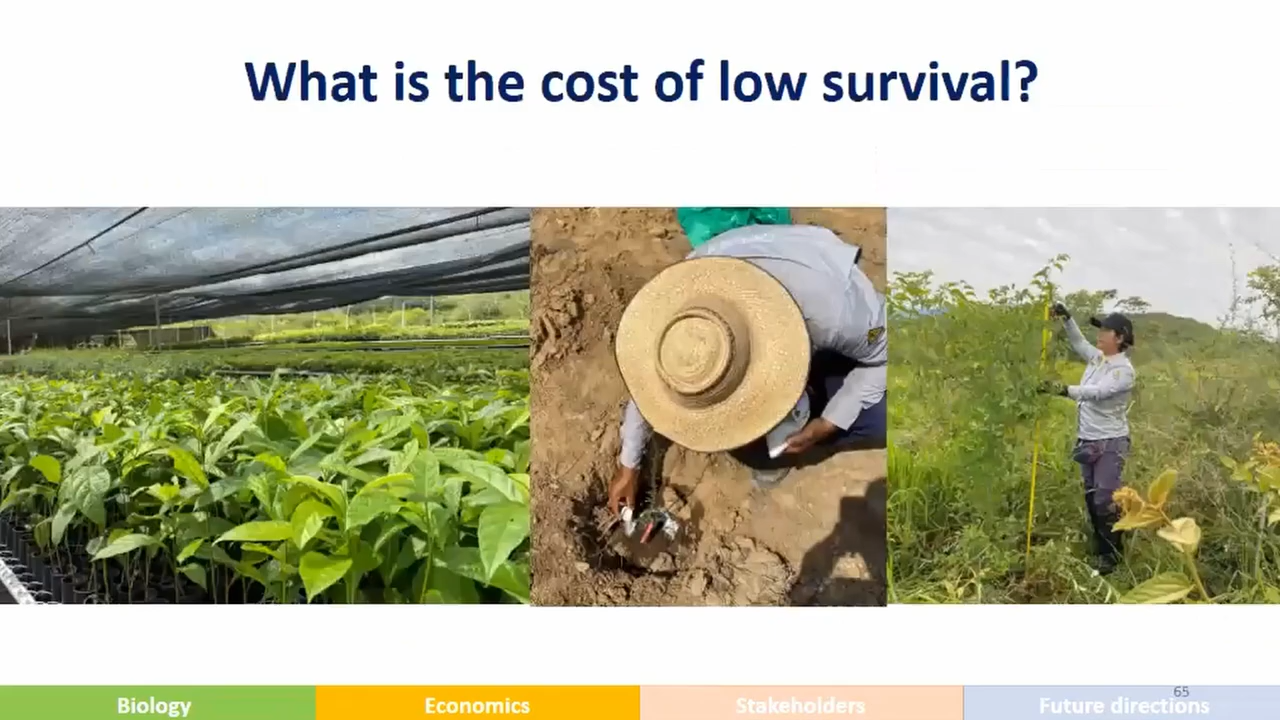 What is the cost of low survival?
65
Biology
Economics
Stakeholders
Future directions